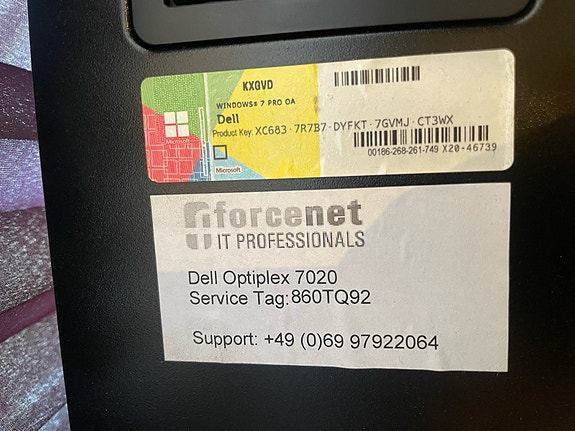 KXGVD
WINDOWS® 7 PRO OA
Dell
Product Key: XC683-7R7B7-DYFKT-7GVMJ-CT3WX
00186-268-261-749 X20-46739
Microsoft
Microsoft
forcenet
IT PROFESSIONALS
Dell Optiplex 7020
Service Tag:860TQ92
Support: +49 (0)69 97922064